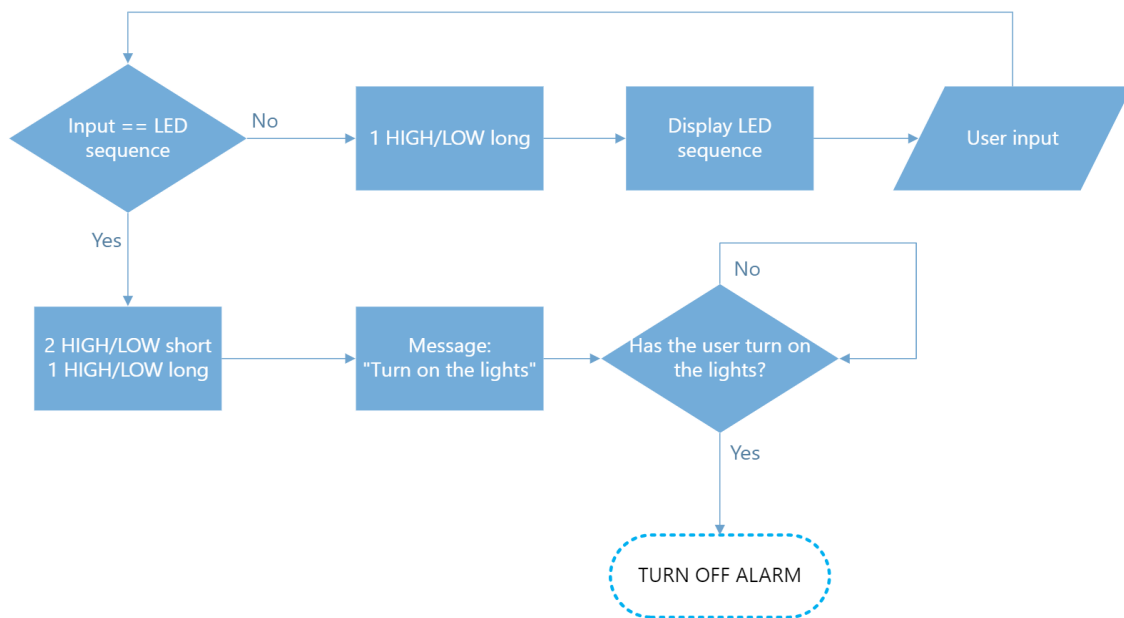 Input == LED
sequence
No
1 HIGH/LOW long
Display LED
sequence
User input
Yes
2 HIGH/LOW short
1 HIGH/LOW long
Message:
"Turn on the lights"
Has the user turn on
the lights?
No
Yes
TURN OFF ALARM